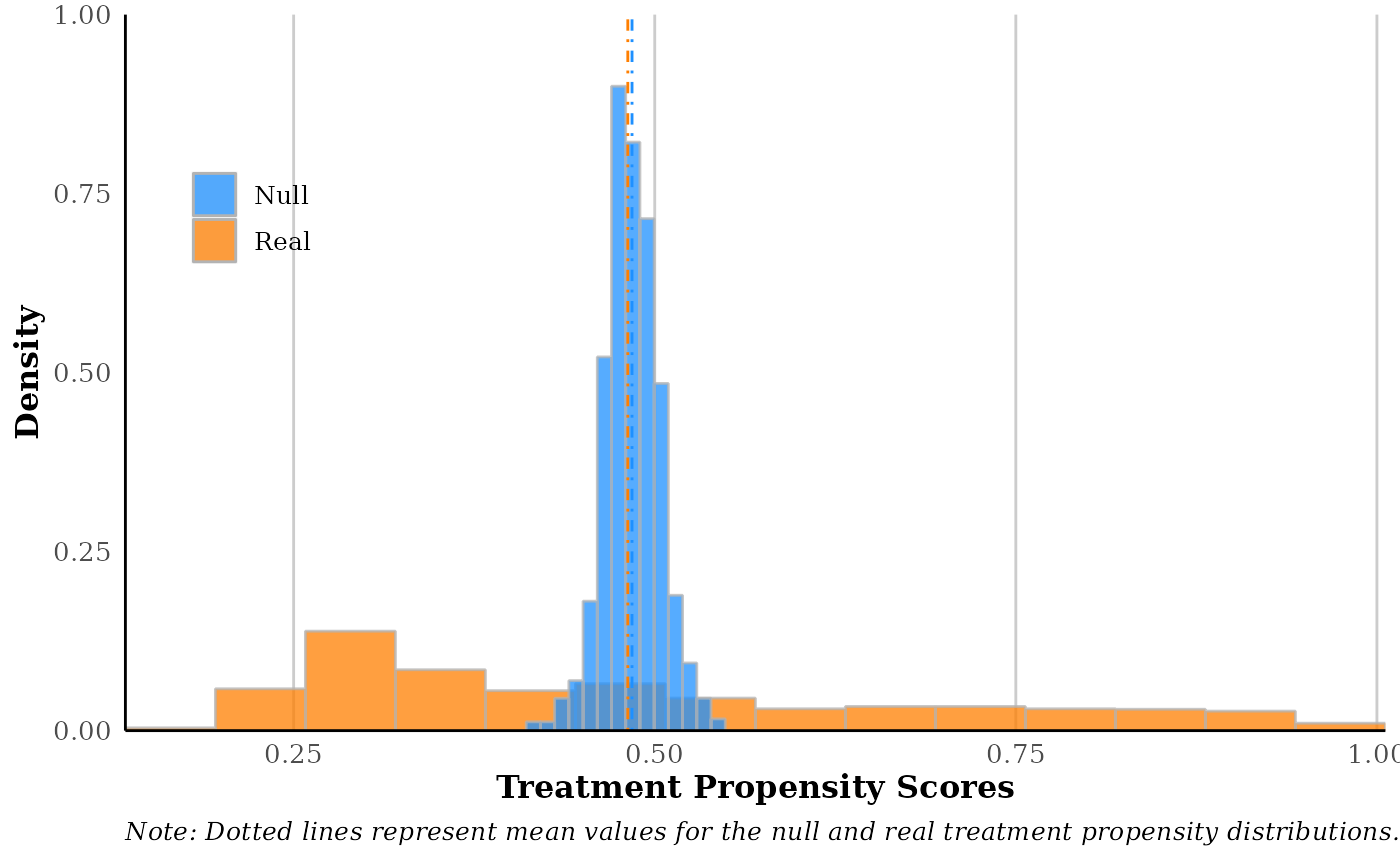 1.00
0.75
0.50
0.25
0.00
Density
Null
Real
0.25 0.50 0.75 1.00
Treatment Propensity Scores
Note: Dotted lines represent mean values for the null and real treatment propensity distributions.